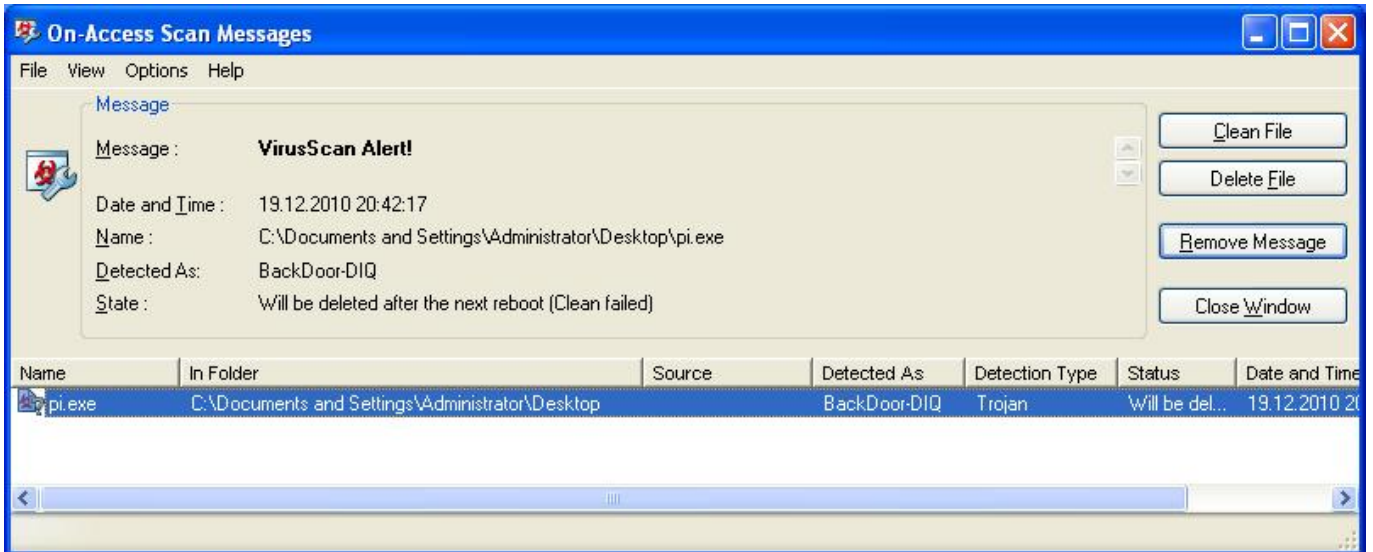 On-Access Scan Messages
File View Options Help
Message
Message : VirusScan Alert!
Date and Time : 19.12.2010 20:42:17
Name : C:\Documents and Settings\Administrator\Desktop\pi.exe
Detected As: BackDoor-DIQ
State : Will be deleted after the next reboot (Clean failed)
Clean File
Delete File
Remove Message
Close Window
Name In Folder Source Detected As Detection Type Status Date and Time
pi.exe C:\Documents and Settings\Administrator\Desktop BackDoor-DIQ Trojan Will be del... 19.12.2010 20